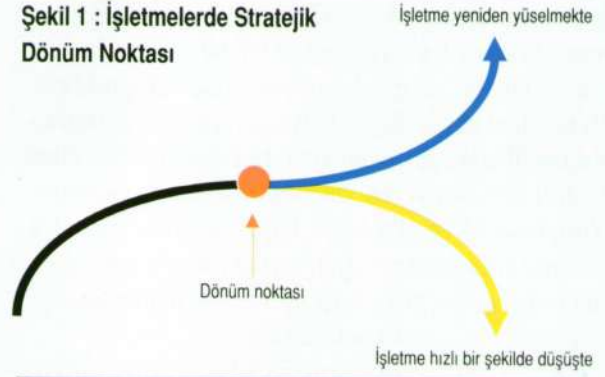 Şekil 1 : İşletmelerde Stratejik
Dönüm Noktası
İşletme yeniden yüselmekte
Dönüm noktası
İşletme hızlı bir şekilde düşüşte